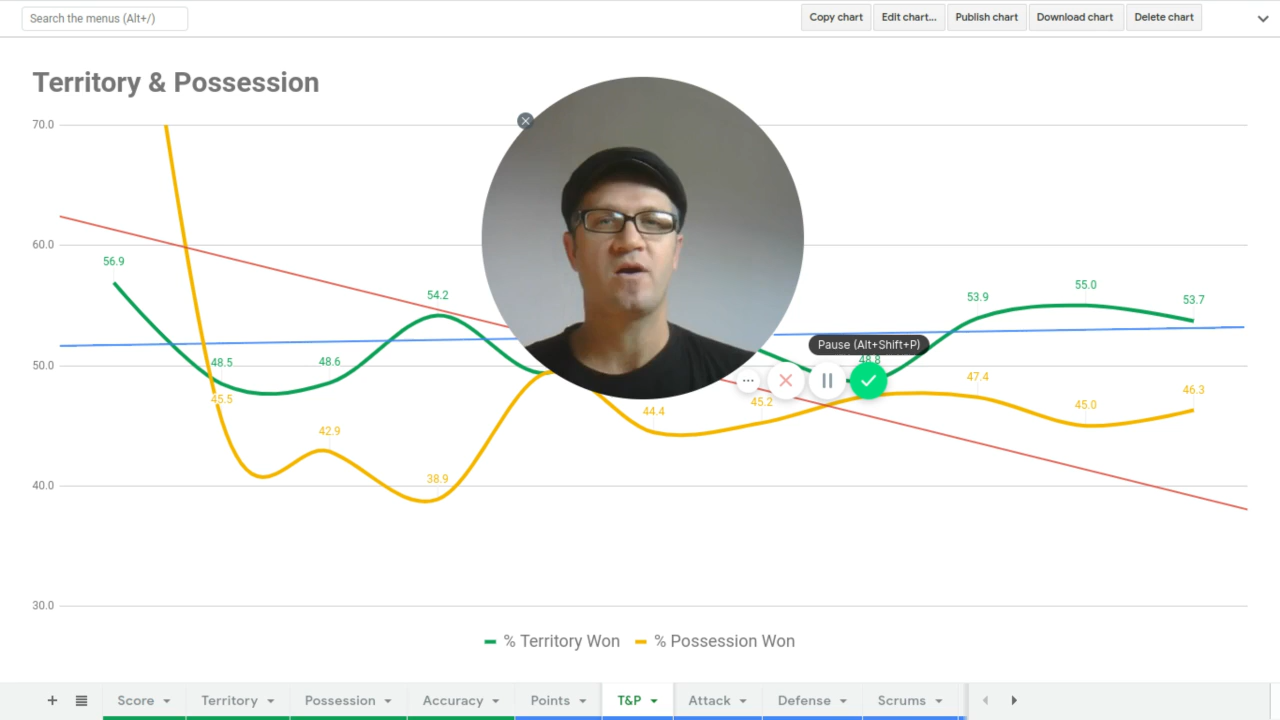 Search the menus (Alt+/)
Copy chart
Edit chart...
Publish chart
Download chart
Delete chart
Territory & Possession
70.0
60.0
50.0
40.0
30.0
56.9
48.5
48.6
54.2
48.8
53.9
55.0
53.7
45.5
42.9
38.9
44.4
45.2
47.4
45.0
46.3
Pause (Alt+Shift+P)
% Territory Won
% Possession Won
Score
Territory
Possession
Accuracy
Points
T&P
Attack
Defense
Scrums